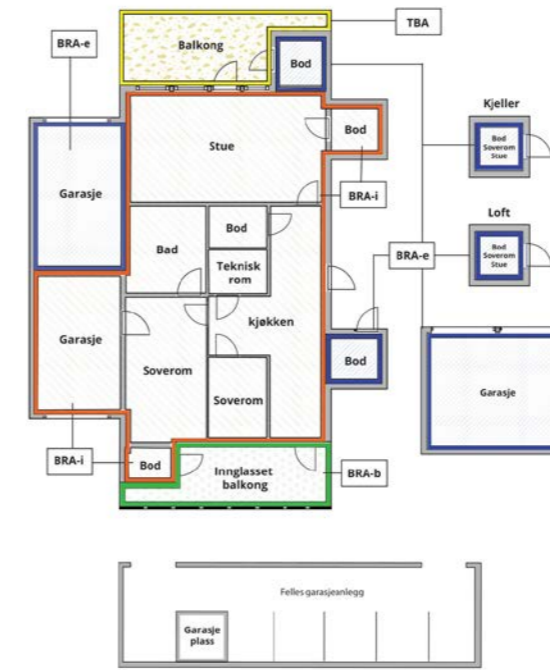 TBA
BRA-e
Balkong
Bod
Kjeller
Bod
Soverom
Stue
Stue
Bod
Garasje
BRA-i
Loft
Bod
Bad
Teknisk
rom
BRA-e
Bod
Soverom
Stue
Garasje
kjøkken
Soverom
Bod
Garasje
Soverom
BRA-i
Bod
Innglasset
balkong
BRA-b
Felles garasjeanlegg
Garasje
plass